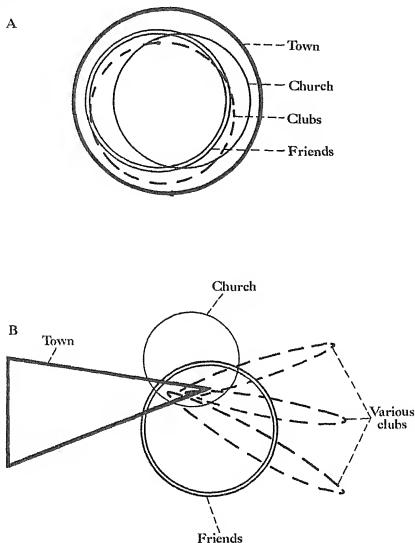 A
Town
Church
Clubs
Friends
Church
B
Town
Various
clubs
Friends